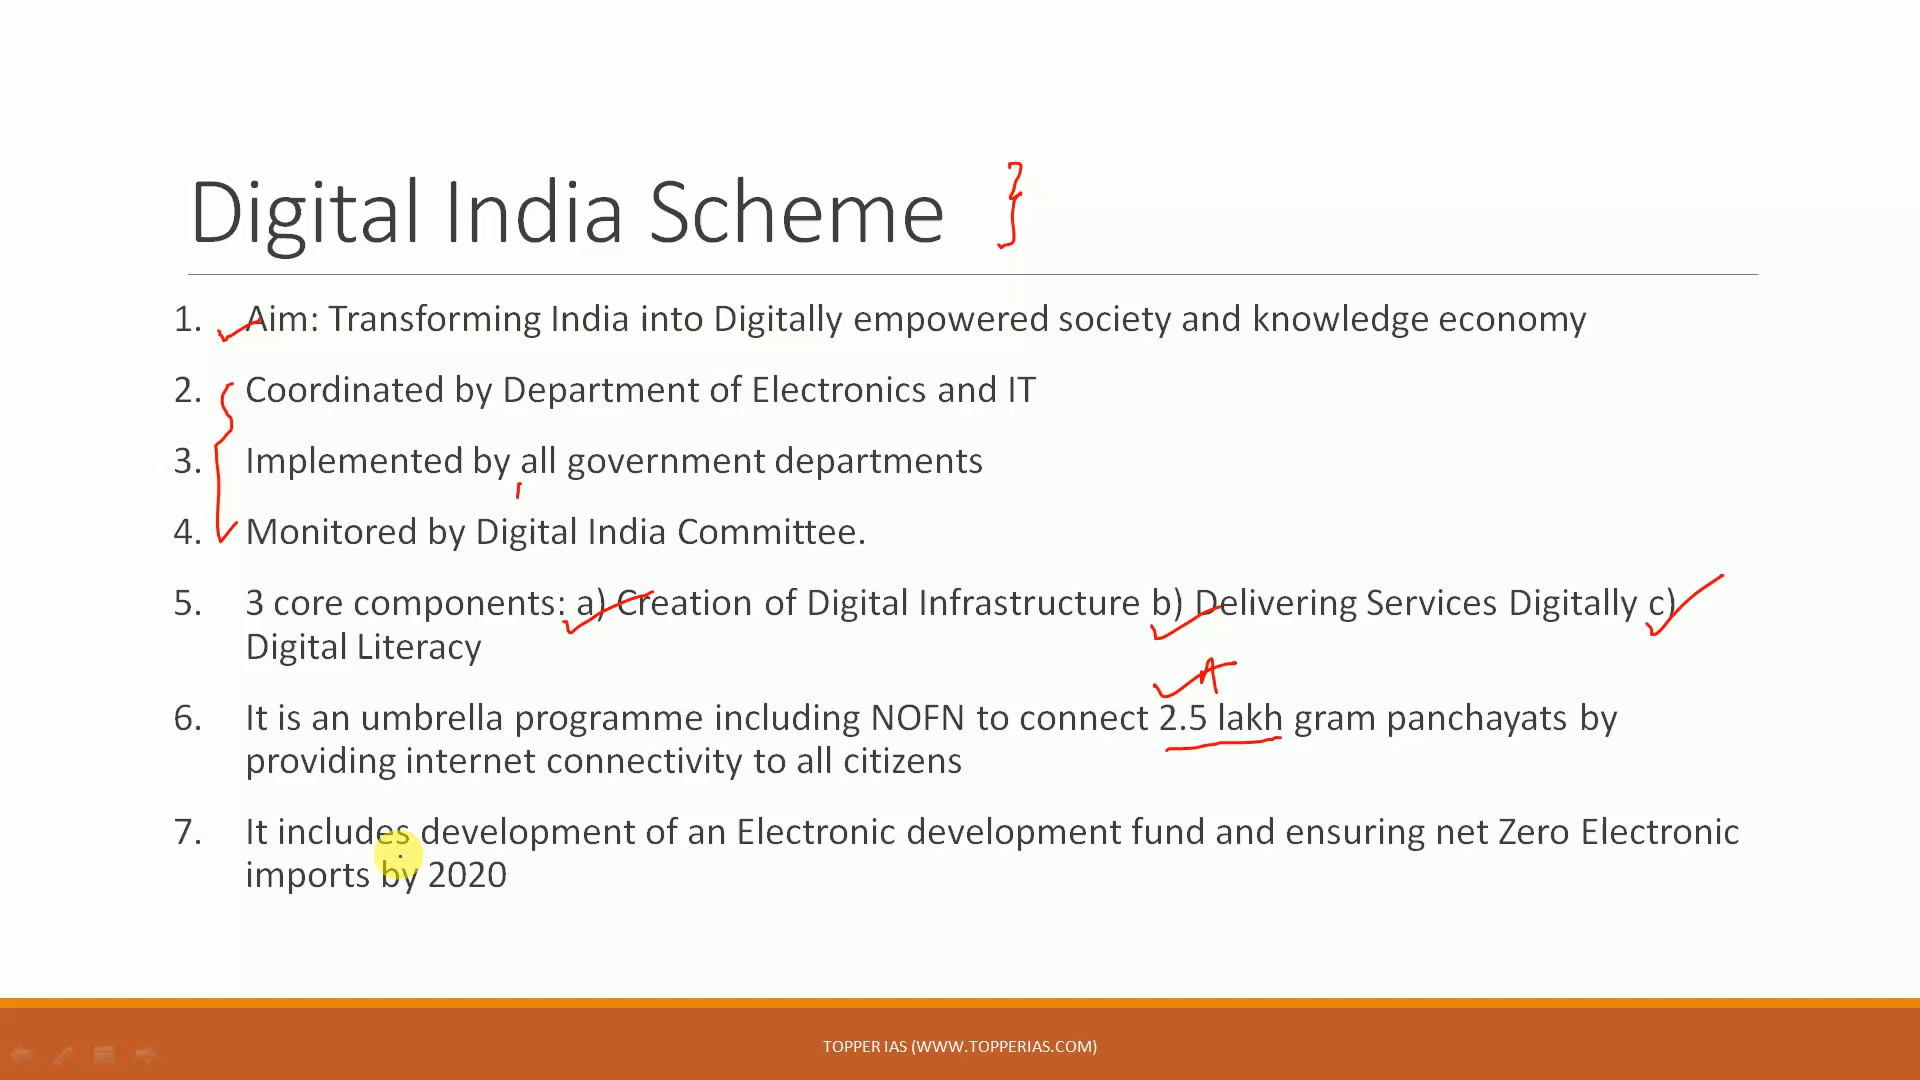 Digital India Scheme
1. Aim: Transforming India into Digitally empowered society and knowledge economy
2. Coordinated by Department of Electronics and IT
3. Implemented by all government departments
4. Monitored by Digital India Committee.
5. 3 core components: a) Creation of Digital Infrastructure b) Delivering Services Digitally c)
Digital Literacy
6. It is an umbrella programme including NOFN to connect 2.5 lakh gram panchayats by
providing internet connectivity to all citizens
7. It includes development of an Electronic development fund and ensuring net Zero Electronic
imports by 2020
TOPPER IAS (WWW.TOPPERIAS.COM)